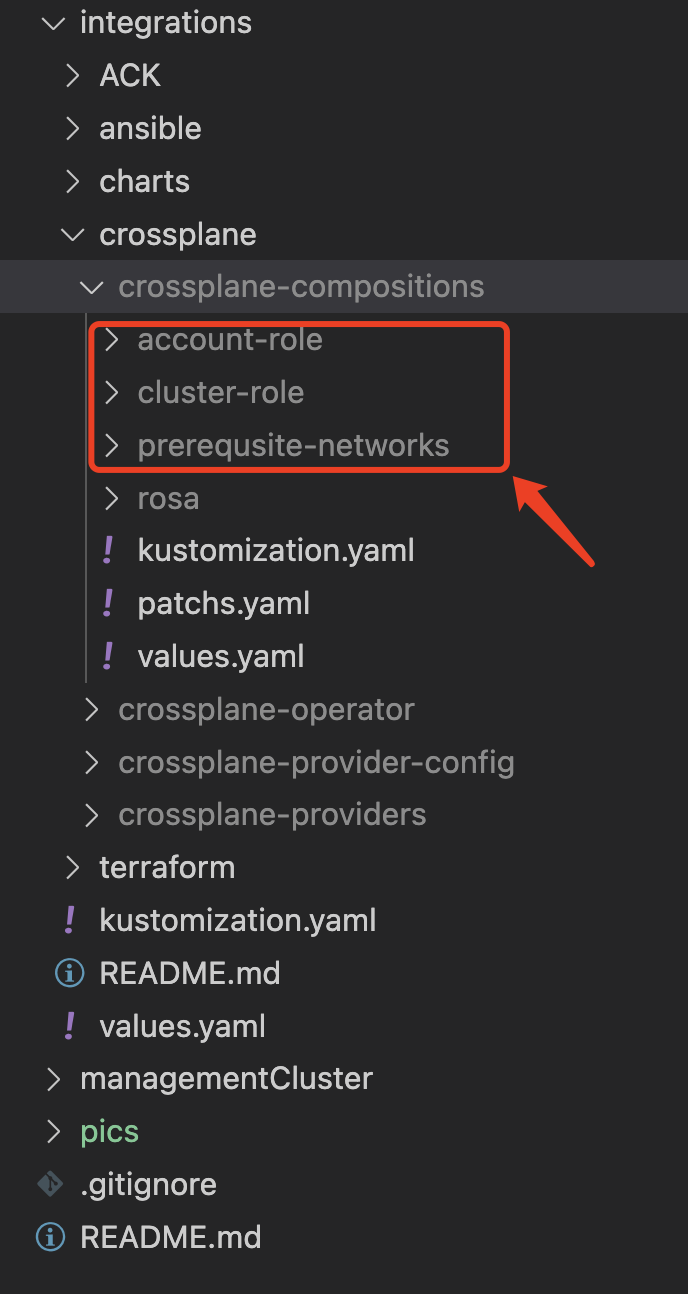 integrations
ACK
ansible
charts
crossplane
crossplane-compositions
account-role
cluster-role
prerequsite-networks
rosa
kustomization.yaml
patchs.yaml
values.yaml
crossplane-operator
crossplane-provider-config
crossplane-providers
terraform
kustomization.yaml
README.md
values.yaml
managementCluster
pics
.gitignore
README.md